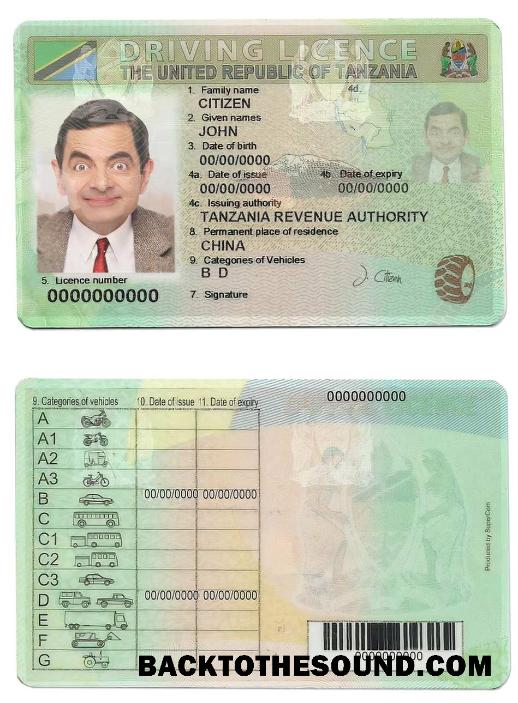 DRIVING LICENCE
THE UNITED REPUBLIC OF TANZANIA
1. Family name
4d.
CITIZEN
2. Given names
JOHN
3. Date of birth
00/00/0000
4a. Date of issue 4b. Date of expiry
00/00/0000 00/00/0000
4c. Issuing authority
TANZANIA REVENUE AUTHORITY
8. Permanent place of residence
CHINA
9. Categories of Vehicles
B D
5. Licence number
0000000000
7. Signature
J. Citizen
9. Categories of vehicles 10. Date of issue 11. Date of expiry
0000000000
A
A1
A2
A3
B 00/00/0000 00/00/0000
C
C1
C2
C3
D 00/00/0000 00/00/0000
E
F
G
Produced by SuperCom
0000000000
BACKTOTHESOUND.COM